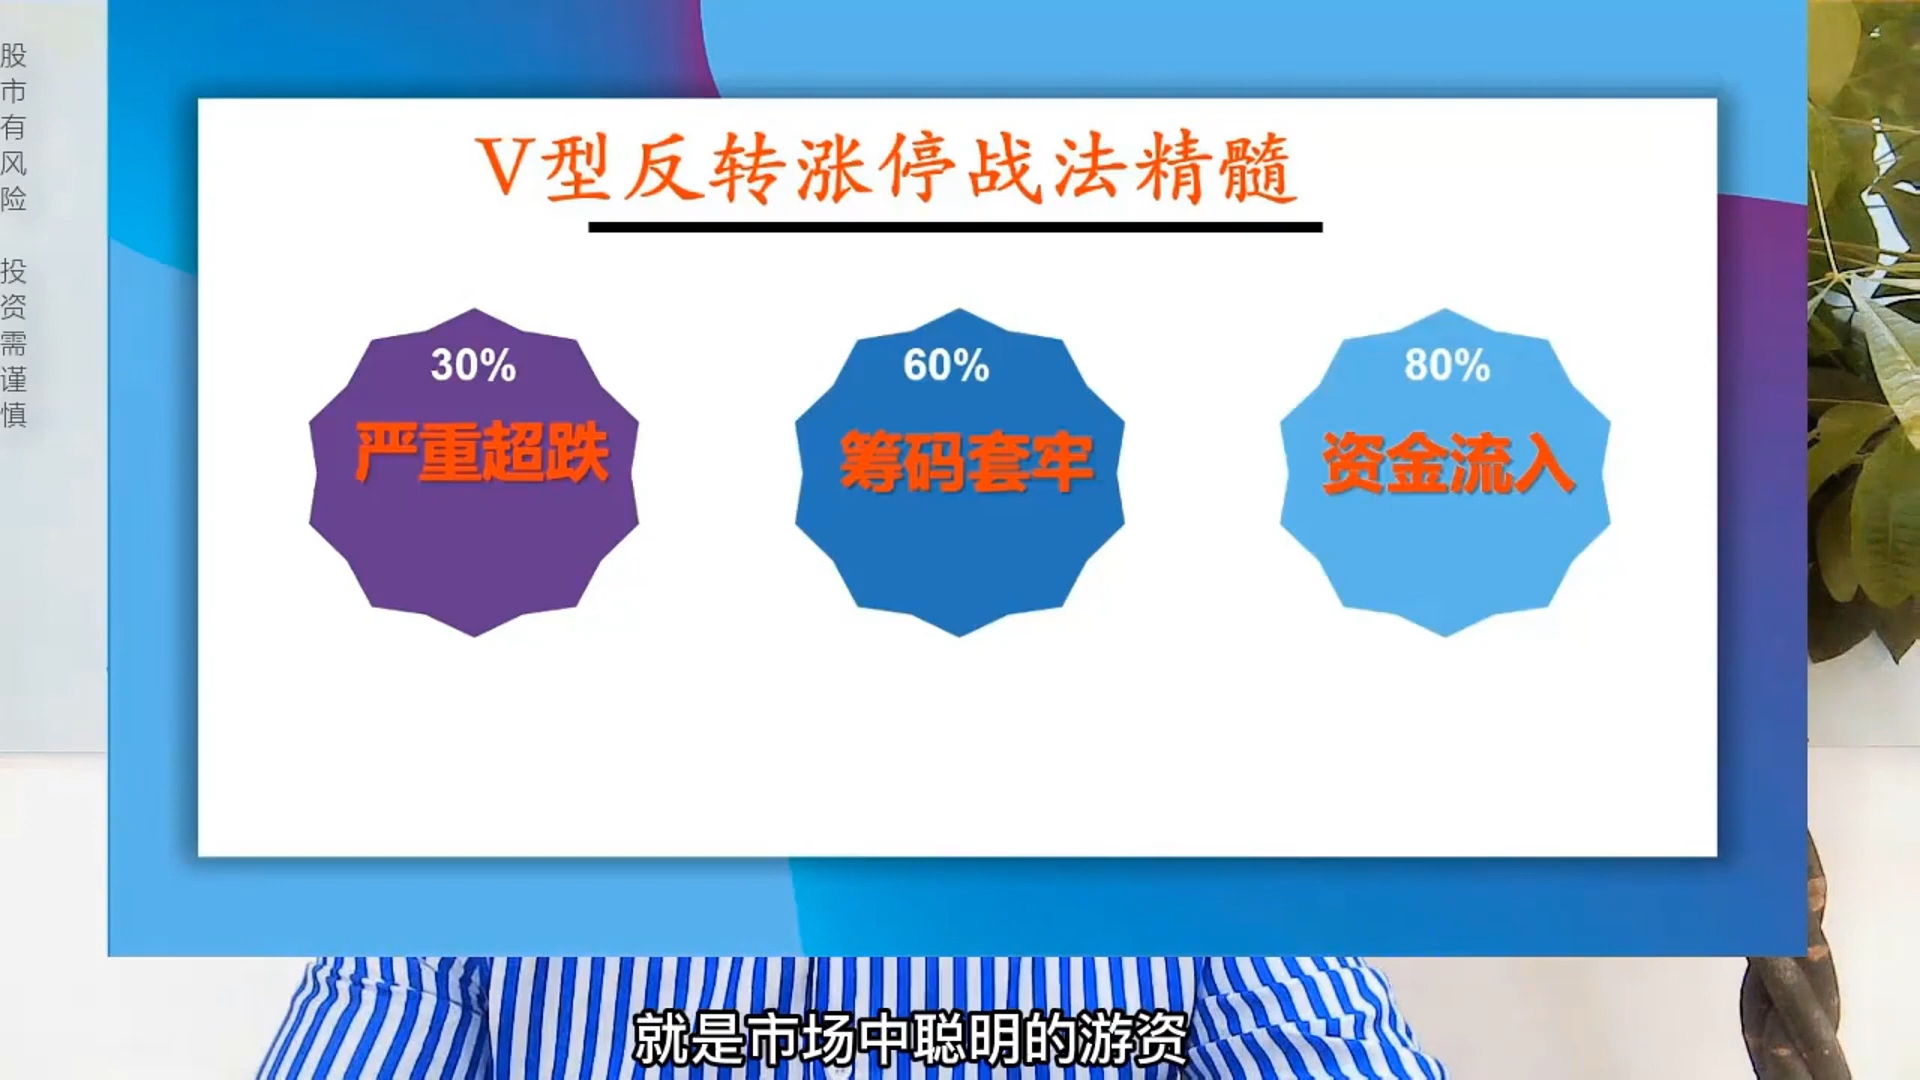 股市有风险 投资需谨慎
V型反转涨停战法精髓
30%
严重超跌
60%
筹码套牢
80%
资金流入
就是市场中聪明的游资